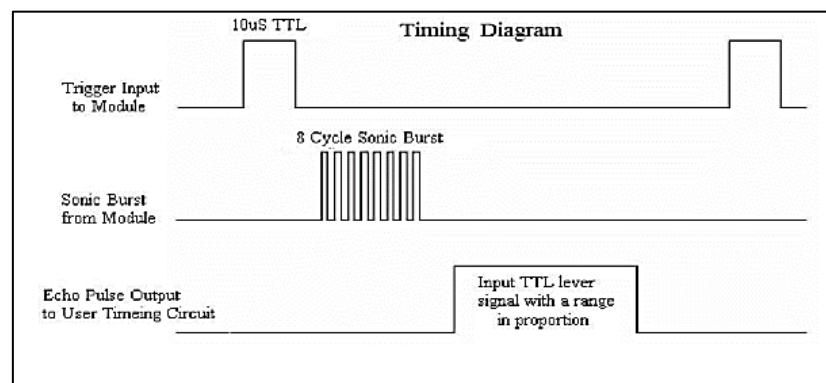 10uS TTL
Timing Diagram
Trigger Input
to Module
8 Cycle Sonic Burst
Sonic Burst
from Module
Echo Pulse Output
to User Timeing Circuit
Input TTL lever
signal with a range
in proportion